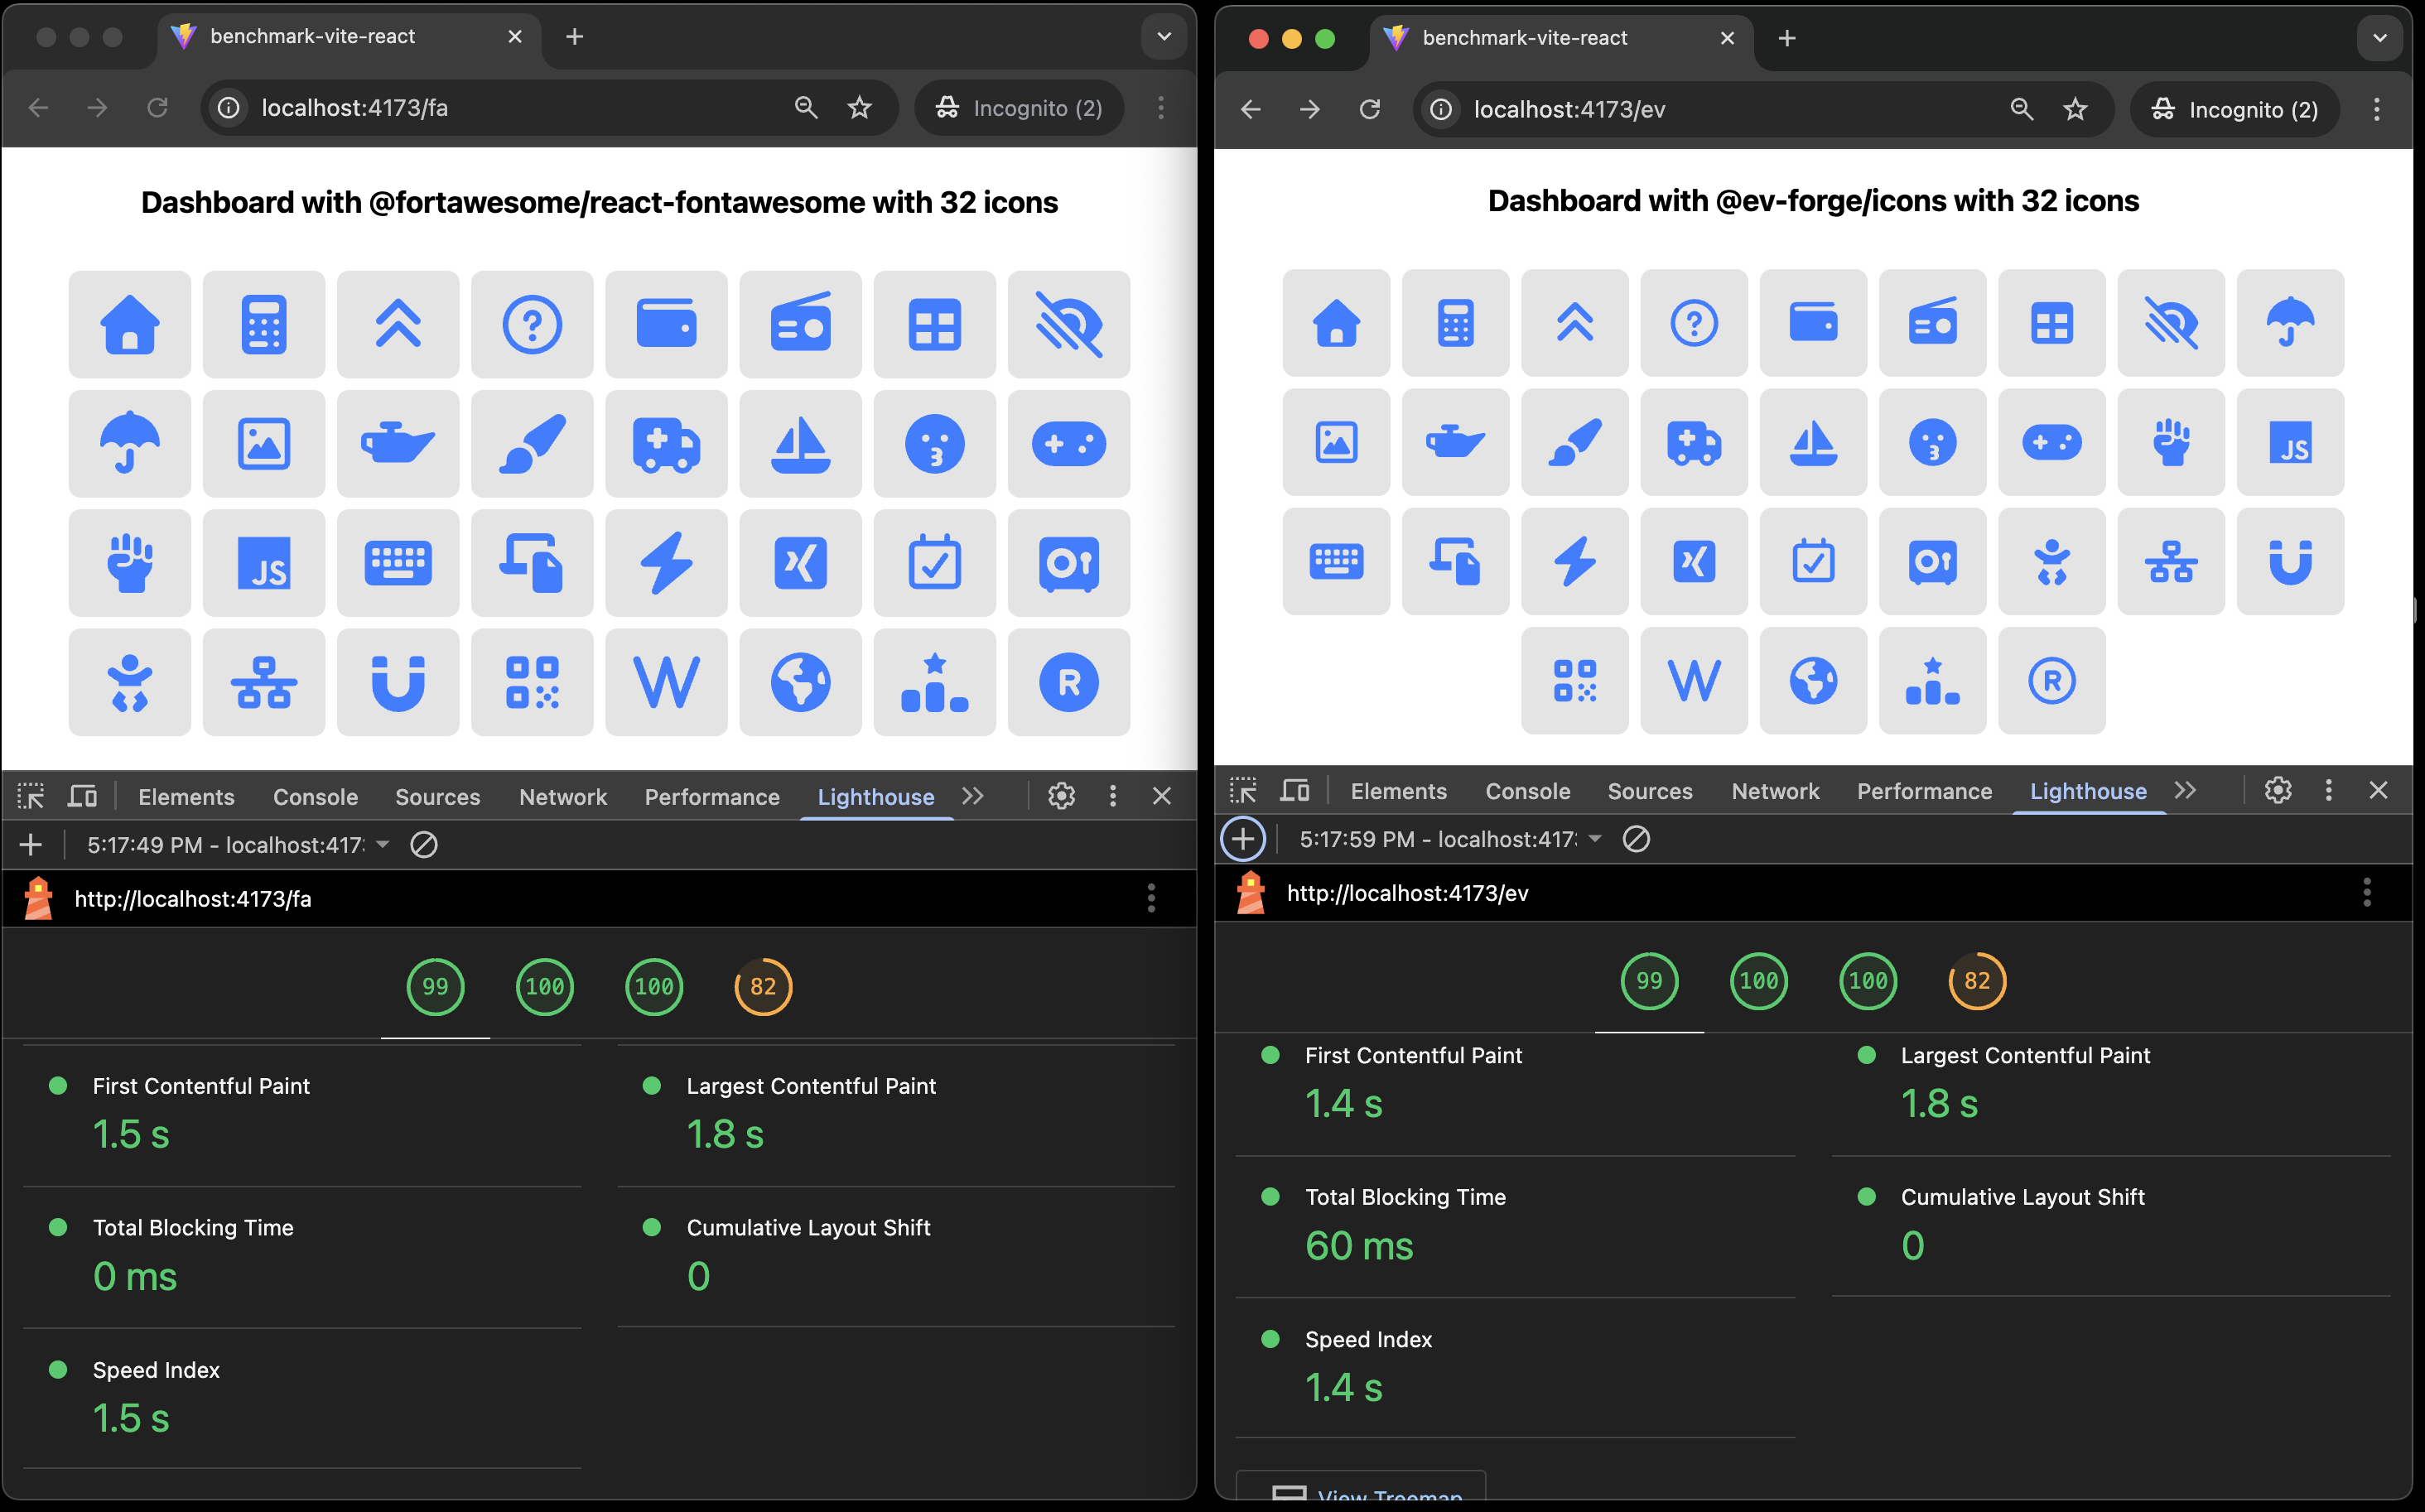 benchmark-vite-react
localhost:4173/fa
Incognito (2)
Dashboard with @fortawesome/react-fontawesome with 32 icons
JS
W
R
Elements Console Sources Network Performance Lighthouse
5:17:49 PM - localhost:417
http://localhost:4173/fa
99 100 100 82
First Contentful Paint Largest Contentful Paint
1.5 s 1.8 s
Total Blocking Time Cumulative Layout Shift
0 ms 0
Speed Index
1.5 s
benchmark-vite-react
localhost:4173/ev
Incognito (2)
Dashboard with @ev-forge/icons with 32 icons
JS
W R
Elements Console Sources Network Performance Lighthouse
5:17:59 PM - localhost:417
http://localhost:4173/ev
99 100 100 82
First Contentful Paint Largest Contentful Paint
1.4 s 1.8 s
Total Blocking Time Cumulative Layout Shift
60 ms 0
Speed Index
1.4 s
View Treemap